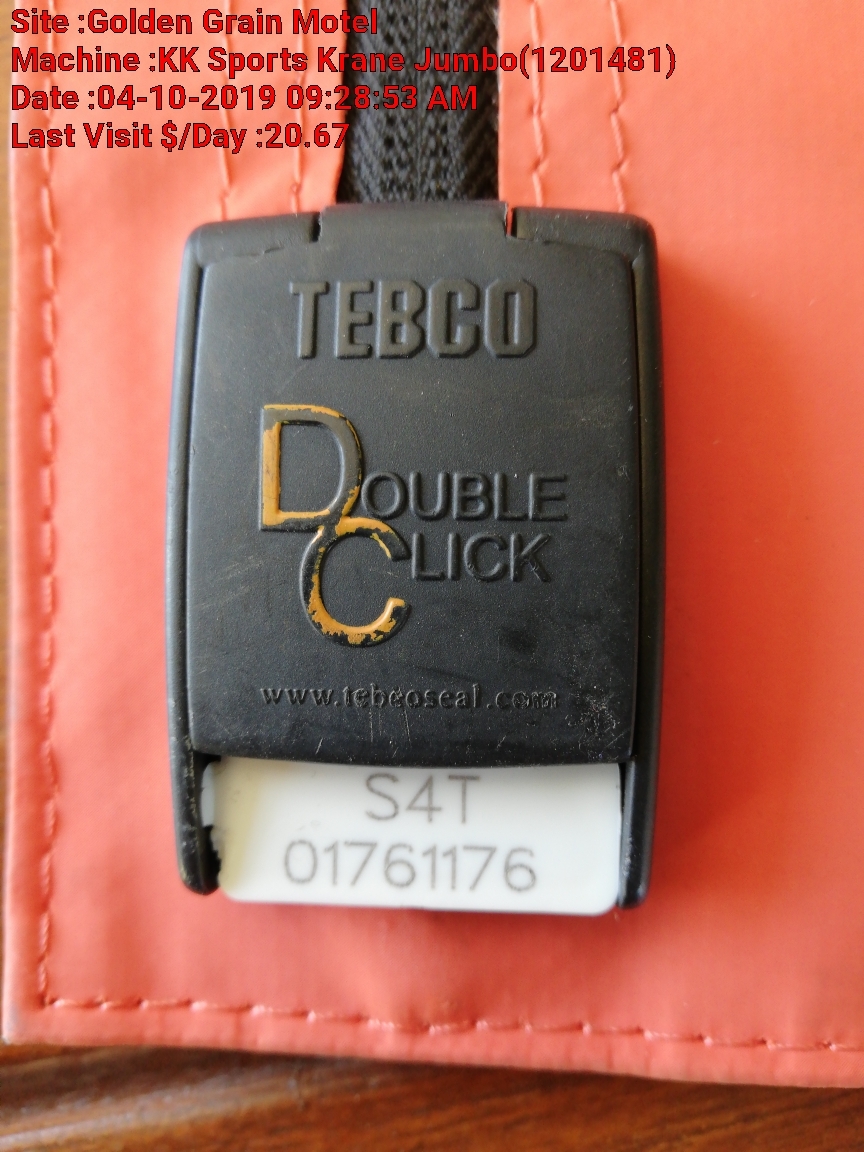 Site :Golden Grain Motel
Machine :KK Sports Krane Jumbo(1201481)
Date :04-10-2019 09:28:53 AM
Last Visit $/Day :20.67
TEBCO
DOUBLE
CLICK
www.tebcoseal.com
S4T
01761176